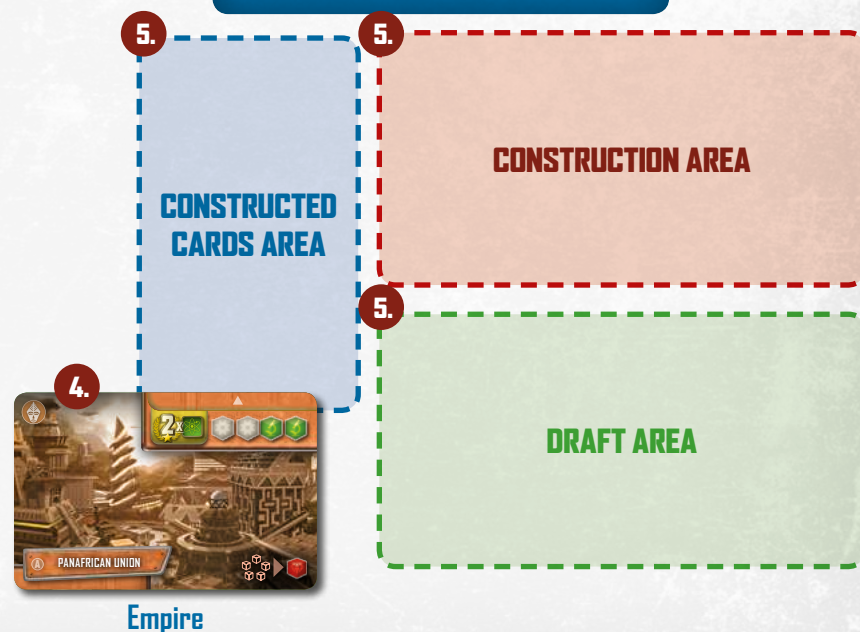 5.
5.
CONSTRUCTION AREA
CONSTRUCTED
CARDS AREA
5.
4.
2x
DRAFT AREA
A PANAFRICAN UNION
Empire